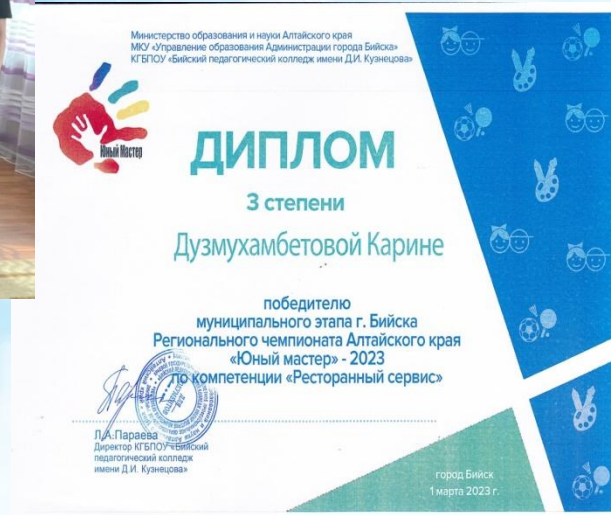 Министерство образования и науки Алтайского края
МКУ «Управление образования Администрации города Бийска»
КГБПОУ «Бийский педагогический колледж имени Д.И. Кузнецова»
Юный Мастер
ДИПЛОМ
3 степени
Дузмухамбетовой Карине
победителю
муниципального этапа г. Бийска
Регионального чемпионата Алтайского края
«Юный мастер» - 2023
по компетенции «Ресторанный сервис»
Л.А.Параева
Директор КГБПОУ «Бийский
педагогический колледж
имени Д.И. Кузнецова»
город Бийск
1 марта 2023 г.